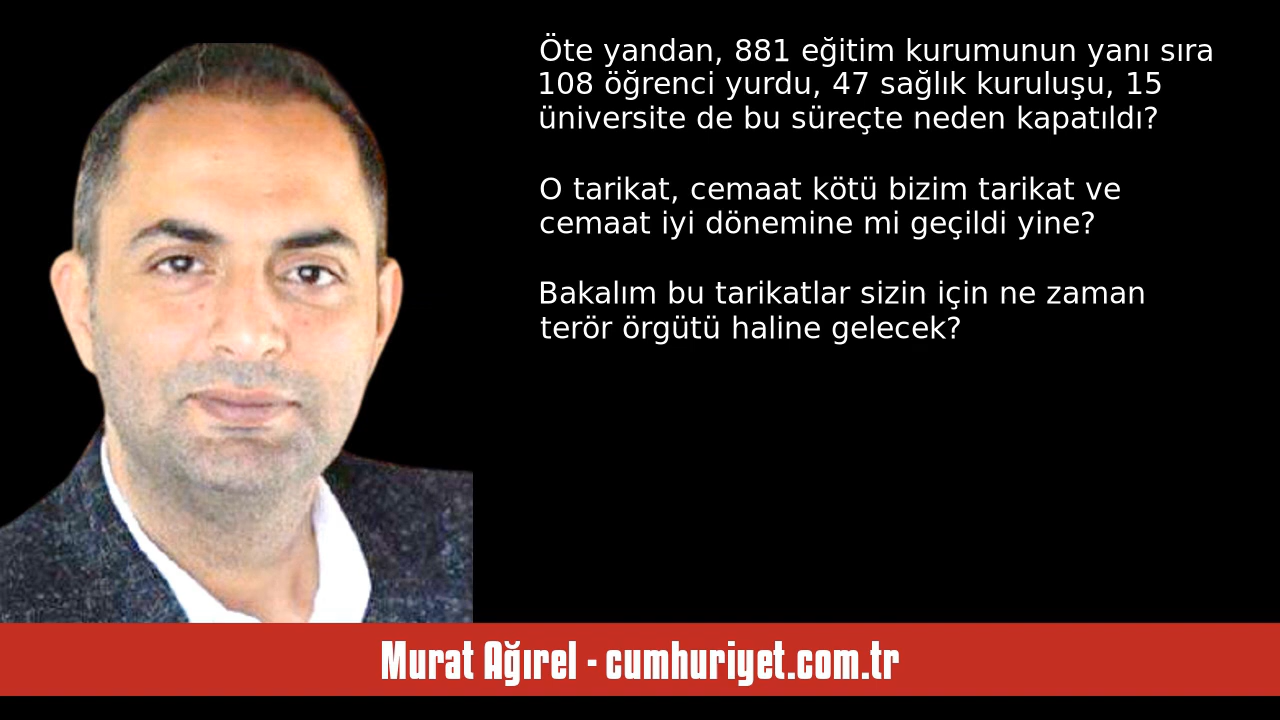 Öte yandan, 881 eğitim kurumunun yanı sıra
108 öğrenci yurdu, 47 sağlık kuruluşu, 15
üniversite de bu süreçte neden kapatıldı?
O tarikat, cemaat kötü bizim tarikat ve
cemaat iyi dönemine mi geçildi yine?
Bakalım bu tarikatlar sizin için ne zaman
terör örgütü haline gelecek?
Murat Ağırel - cumhuriyet.com.tr